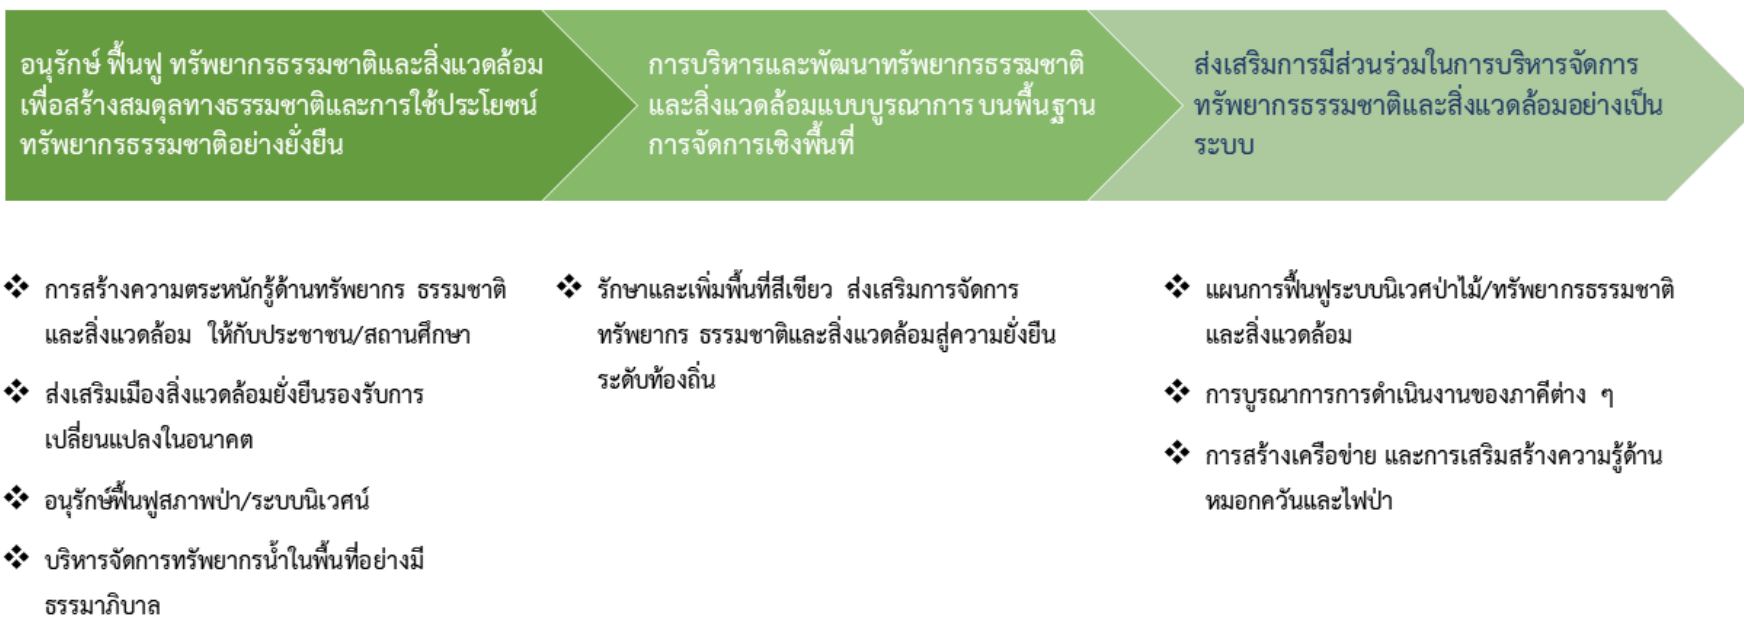 อนุรักษ์ ฟื้นฟู ทรัพยากรธรรมชาติและสิ่งแวดล้อม
เพื่อสร้างสมดุลทางธรรมชาติและการใช้ประโยชน์
ทรัพยากรธรรมชาติอย่างยั่งยืน
การบริหารและพัฒนาทรัพยากรธรรมชาติ
และสิ่งแวดล้อมแบบบูรณาการ บนพื้นฐาน
การจัดการเชิงพื้นที่
ส่งเสริมการมีส่วนร่วมในการบริหารจัดการ
ทรัพยากรธรรมชาติและสิ่งแวดล้อมอย่างเป็น
ระบบ
❖ การสร้างความตระหนักรู้ด้านทรัพยากร ธรรมชาติ
และสิ่งแวดล้อม ให้กับประชาชน/สถานศึกษา
❖ ส่งเสริมเมืองสิ่งแวดล้อมยั่งยืนรองรับการ
เปลี่ยนแปลงในอนาคต
❖ อนุรักษ์ฟื้นฟูสภาพป่า/ระบบนิเวศน์
❖ บริหารจัดการทรัพยากรน้ำในพื้นที่อย่างมี
ธรรมาภิบาล
❖ รักษาและเพิ่มพื้นที่สีเขียว ส่งเสริมการจัดการ
ทรัพยากร ธรรมชาติและสิ่งแวดล้อมสู่ความยั่งยืน
ระดับท้องถิ่น
❖ แผนการฟื้นฟูระบบนิเวศป่าไม้/ทรัพยากรธรรมชาติ
และสิ่งแวดล้อม
❖ การบูรณาการการดำเนินงานของภาคีต่าง ๆ
❖ การสร้างเครือข่าย และการเสริมสร้างความรู้ด้าน
หมอกควันและไฟป่า